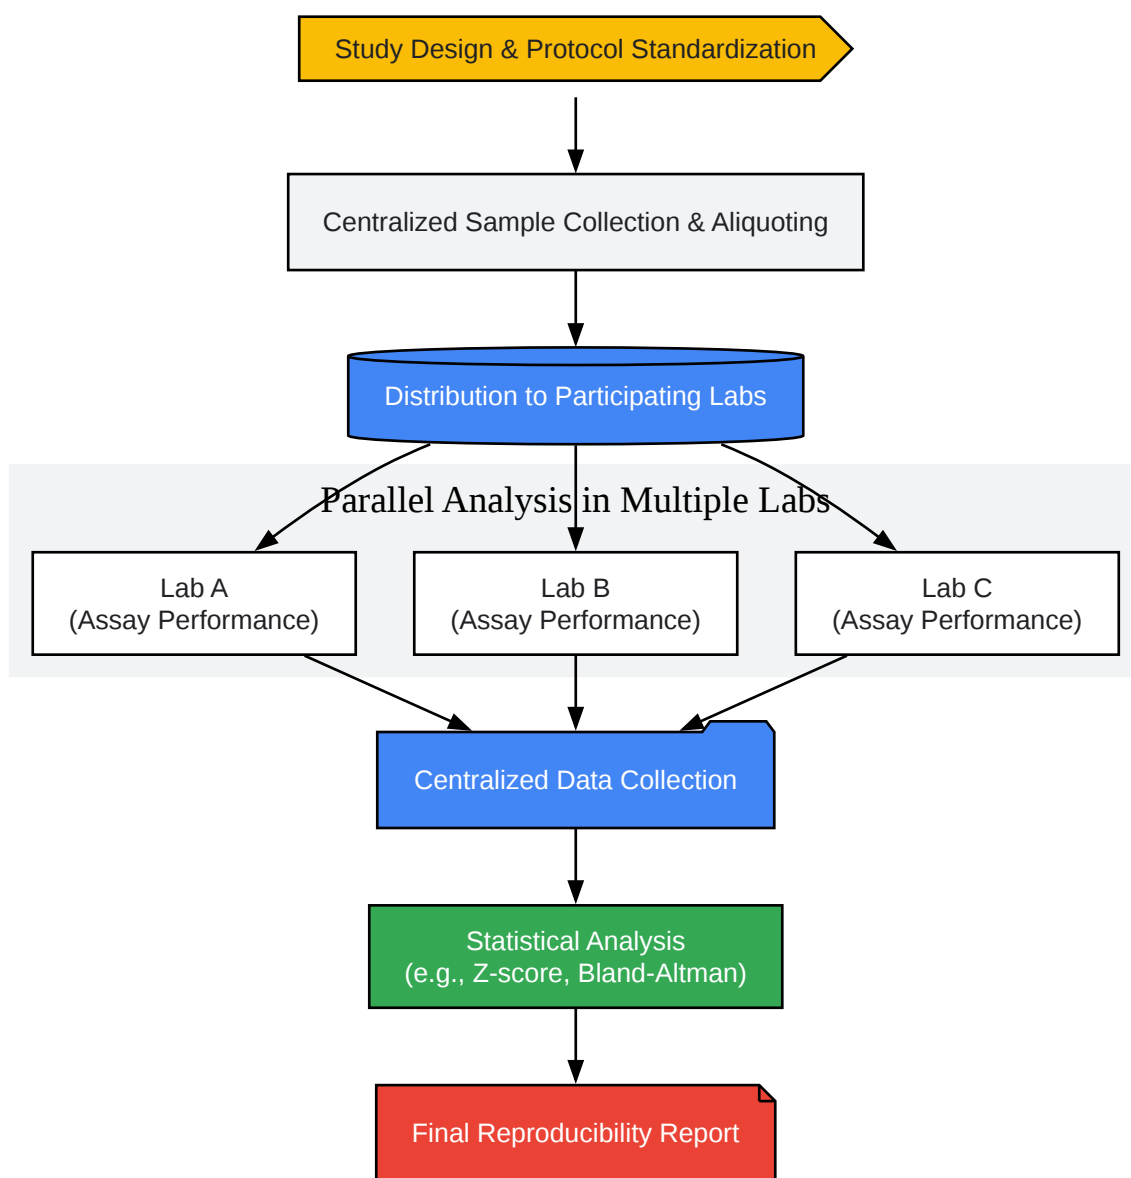 Study Design & Protocol Standardization
Centralized Sample Collection & Aliquoting
Distribution to Participating Labs
Parallel Analysis in Multiple Labs
Lab A
(Assay Performance)
Lab B
(Assay Performance)
Lab C
(Assay Performance)
Centralized Data Collection
Statistical Analysis
(e.g., Z-score, Bland-Altman)
Final Reproducibility Report